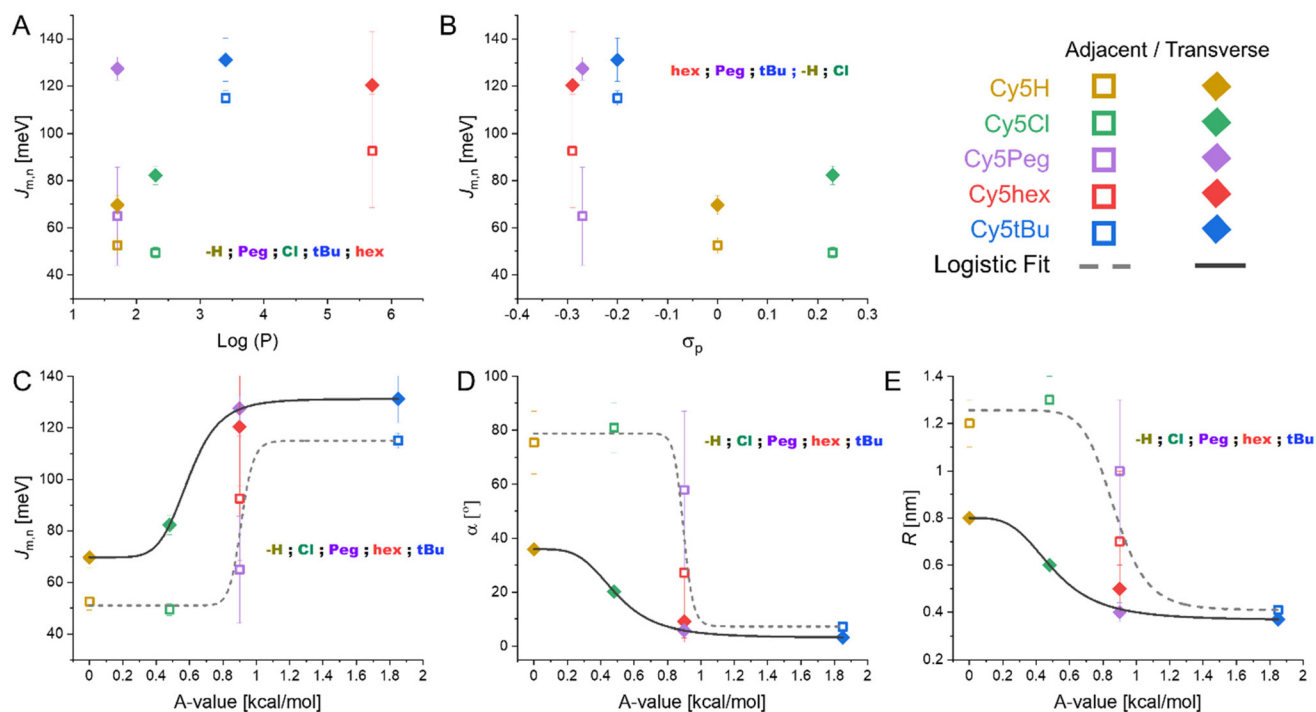 A
J m,n [meV]
140
120
100
80
60
40
-H ; Peg ; Cl ; tBu ; hex
1
2
3
4
5
6
Log (P)
B
J m,n [meV]
140
120
100
80
60
40
hex ; Peg ; tBu ; -H ; Cl
-0.4
-0.3
-0.2
-0.1
0
0.1
0.2
0.3
σp
Adjacent / Transverse
Cy5H
Cy5Cl
Cy5Peg
Cy5hex
Cy5tBu
Logistic Fit
C
J m,n [meV]
140
120
100
80
60
40
-H ; Cl ; Peg ; hex ; tBu
0
0.2
0.4
0.6
0.8
1
1.2
1.4
1.6
1.8
2
A-value [kcal/mol]
D
α [°]
100
80
60
40
20
0
-H ; Cl ; Peg ; hex ; tBu
0
0.2
0.4
0.6
0.8
1
1.2
1.4
1.6
1.8
2
A-value [kcal/mol]
E
R [nm]
1.4
1.2
1
0.8
0.6
0.4
0.2
-H ; Cl ; Peg ; hex ; tBu
0
0.2
0.4
0.6
0.8
1
1.2
1.4
1.6
1.8
2
A-value [kcal/mol]